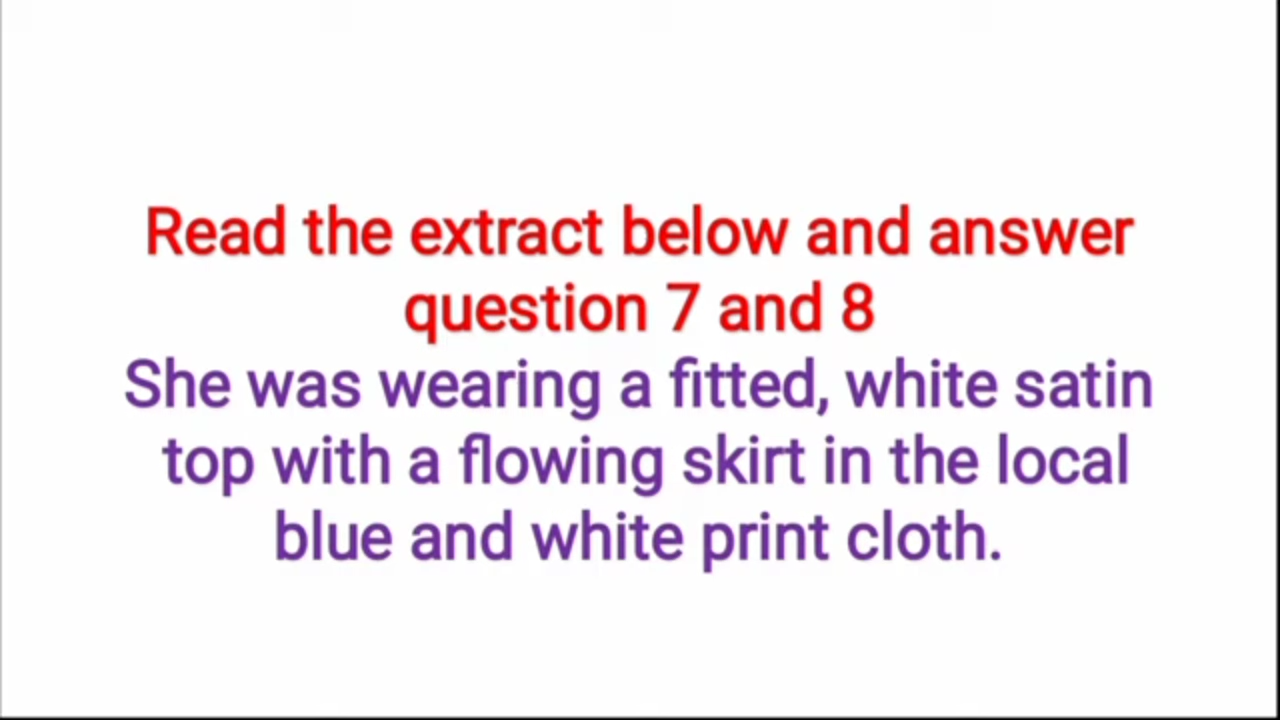 Read the extract below and answer
question 7 and 8
She was wearing a fitted, white satin
top with a flowing skirt in the local
blue and white print cloth.